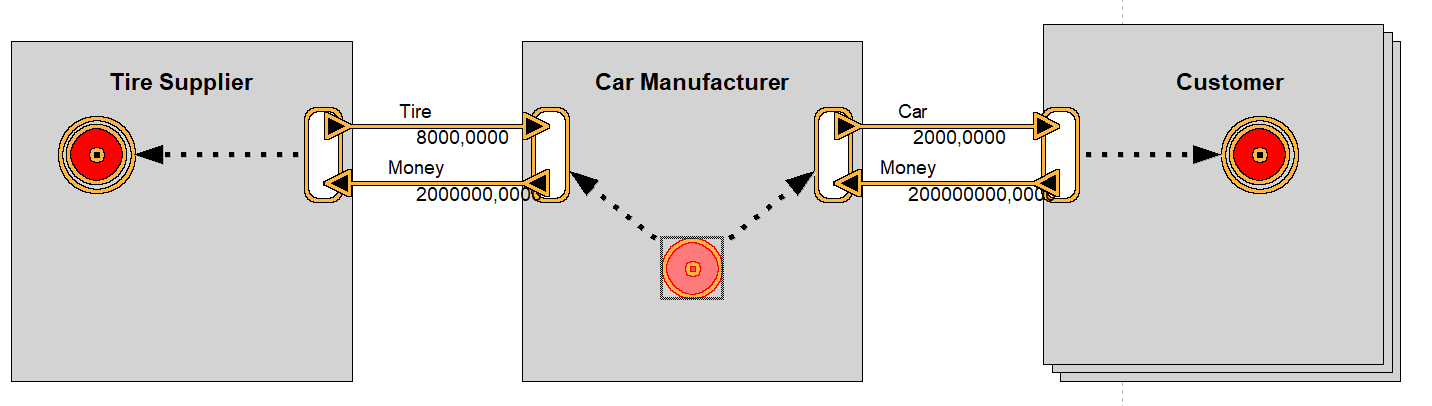 Tire Supplier
Car Manufacturer
Customer
Tire
8000,0000
Money
2000000,0000
Car
2000,0000
Money
200000000,0000